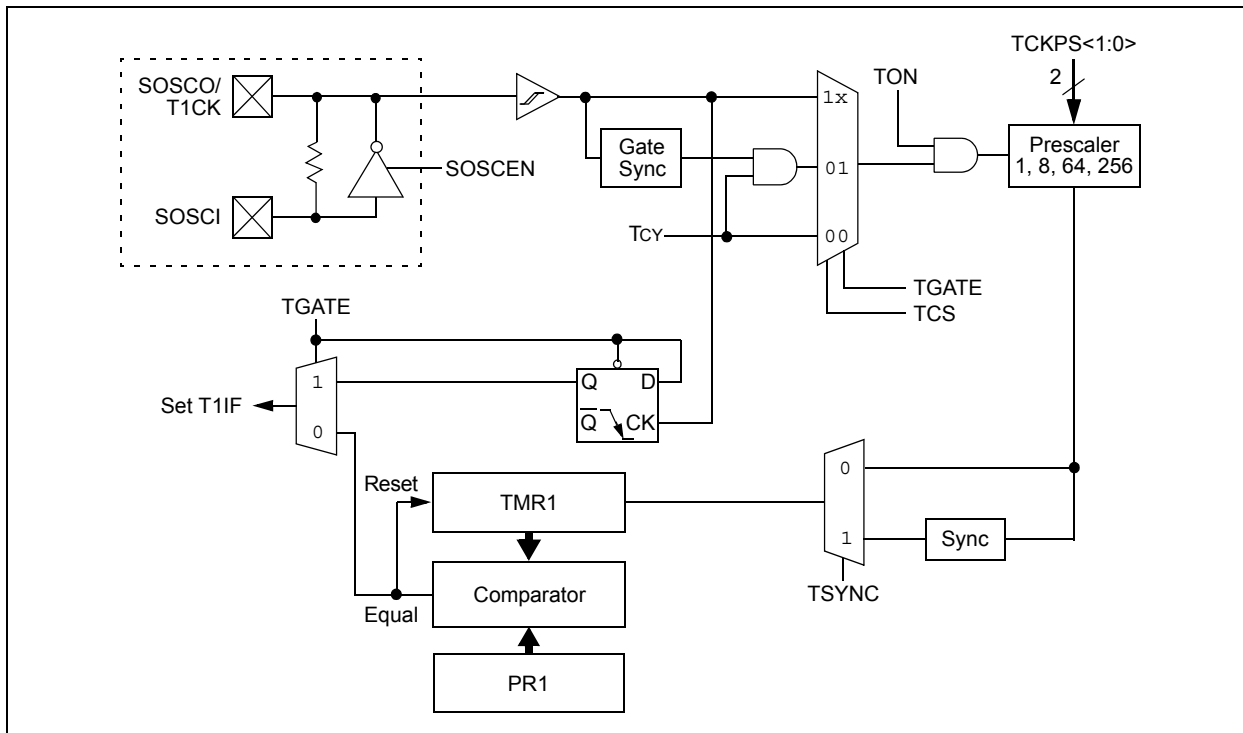 TCKPS<1:0>
2
SOSCO/
T1CK
TON
1x
Prescaler
1, 8, 64, 256
Gate
Sync
SOSCEN
01
SOSCI
TCY
00
TGATE
TCS
TGATE
1
Q
D
Set T1IF
Q
CK
0
Reset
TMR1
0
1
Sync
Comparator
TSYNC
Equal
PR1